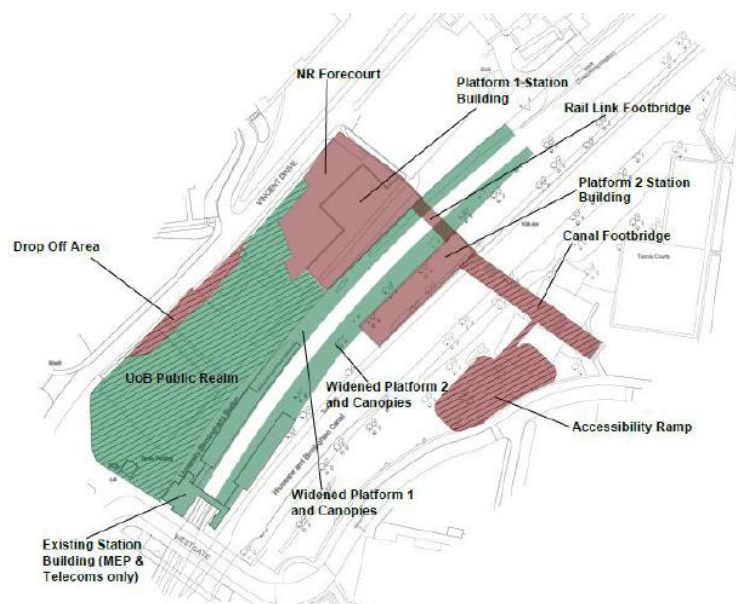 NR Forecourt
Platform 1 Station
Building
Rail Link Footbridge
Platform 2 Station
Building
Canal Footbridge
VINCENT DRIVE
Drop Off Area
Tennis Courts
UoB Public Realm
Widened Platform 2
and Canopies
Worcester and Birmingham Canal
Accessibility Ramp
Widened Platform 1
and Canopies
Existing Station
Building (MEP &
Telecoms only)
WESTGATE